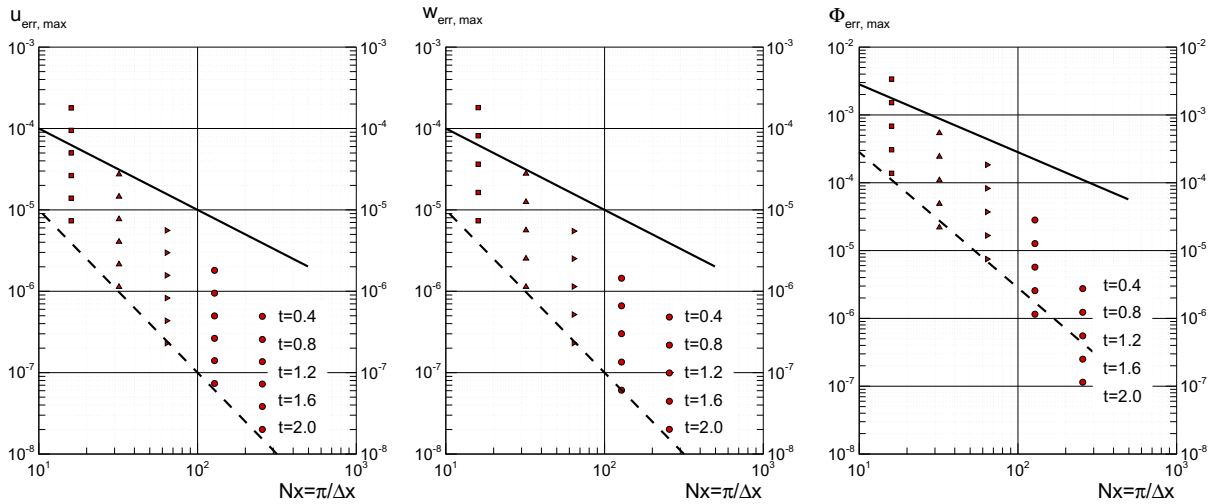 u_err, max
10^-3 10^-3
10^-4 10^-4
10^-5 10^-5
10^-6 10^-6
10^-7 10^-7
10^-8 10^-8
t=0.4
t=0.8
t=1.2
t=1.6
t=2.0
10^1 10^2 10^3
Nx=π/Δx
w_err, max
10^-3 10^-3
10^-4 10^-4
10^-5 10^-5
10^-6 10^-6
10^-7 10^-7
10^-8 10^-8
t=0.4
t=0.8
t=1.2
t=1.6
t=2.0
10^1 10^2 10^3
Nx=π/Δx
Φ_err, max
10^-2 10^-2
10^-3 10^-3
10^-4 10^-4
10^-5 10^-5
10^-6 10^-6
10^-7 10^-7
10^-8 10^-8
t=0.4
t=0.8
t=1.2
t=1.6
t=2.0
10^1 10^2 10^3
Nx=π/Δx